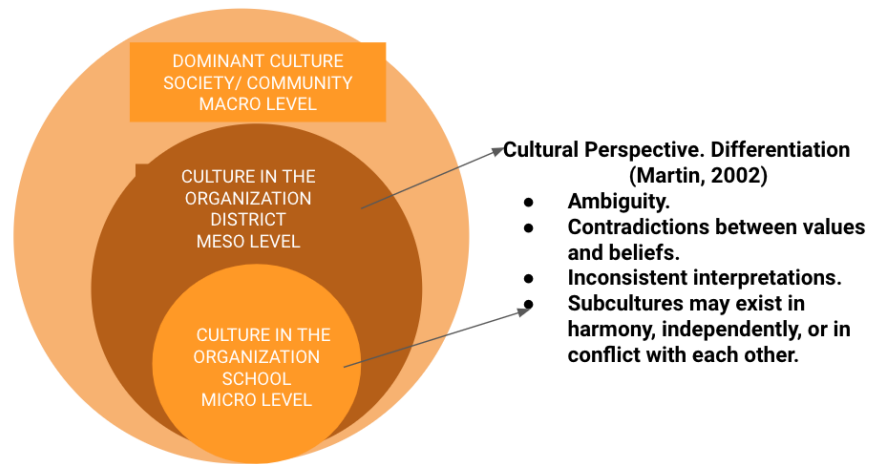 DOMINANT CULTURE
SOCIETY/ COMMUNITY
MACRO LEVEL
CULTURE IN THE
ORGANIZATION
DISTRICT
MESO LEVEL
CULTURE IN THE
ORGANIZATION
SCHOOL
MICRO LEVEL
Cultural Perspective. Differentiation
(Martin, 2002)
● Ambiguity.
● Contradictions between values
and beliefs.
● Inconsistent interpretations.
● Subcultures may exist in
harmony, independently, or in
conflict with each other.